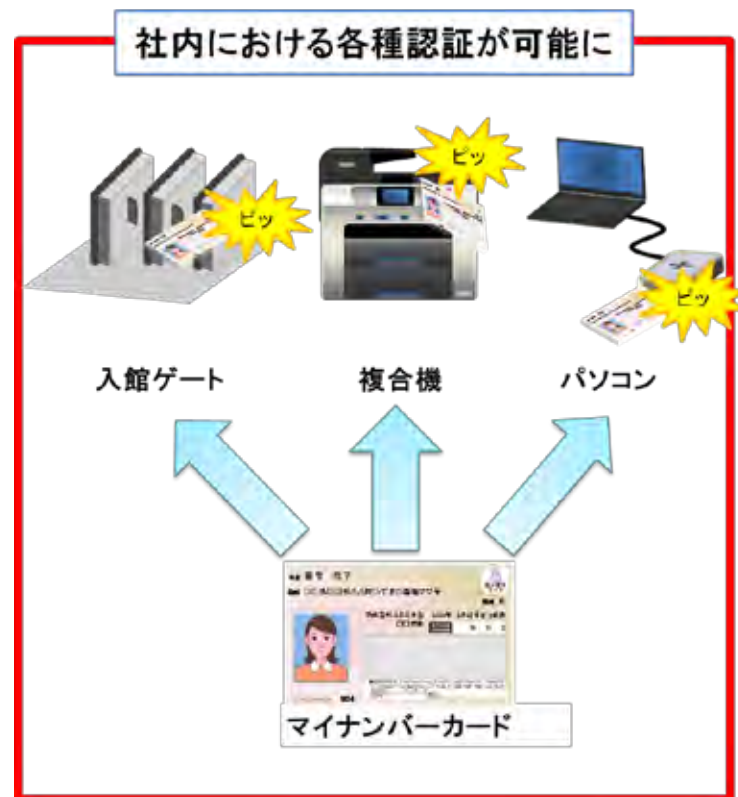 社内における各種認証が可能に
ピッ
ピッ
ピッ
入館ゲート
複合機
パソコン
マイナンバーカード